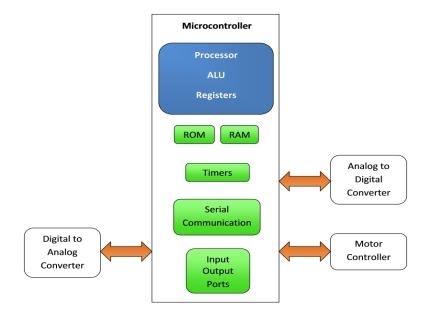 Microcontroller
Processor
ALU
Registers
ROM
RAM
Timers
Serial
Communication
Input
Output
Ports
Analog to
Digital
Converter
Digital to
Analog
Converter
Motor
Controller